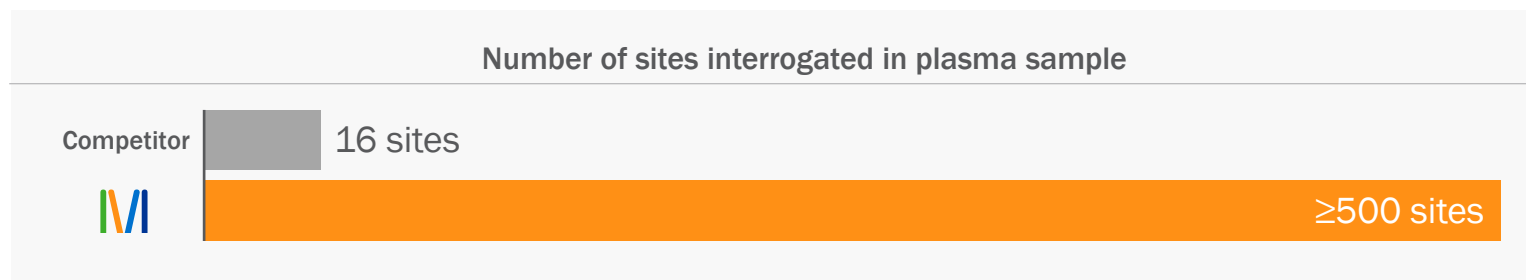 Number of sites interrogated in plasma sample
Competitor 16 sites
≥500 sites